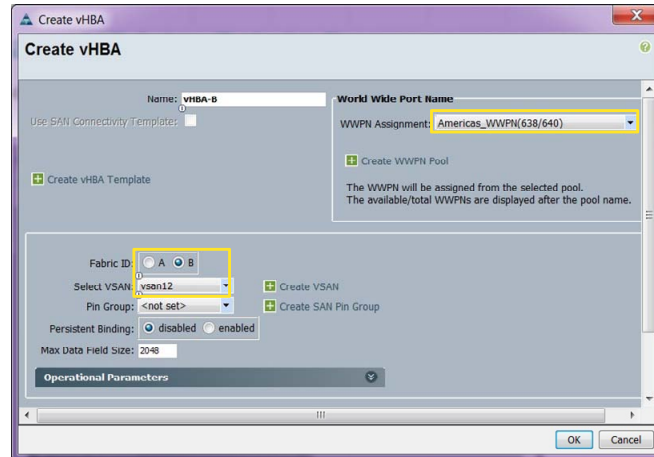 Create vHBA
Create vHBA
Name: vHBA-B
Use SAN Connectivity Template:
Create vHBA Template
World Wide Port Name
WWPN Assignment: Americas_WWPN(638/640)
Create WWPN Pool
The WWPN will be assigned from the selected pool.
The available/total WWPNs are displayed after the pool name.
Fabric ID: A B
Select VSAN: vsan12 Create VSAN
Pin Group: <not set> Create SAN Pin Group
Persistent Binding: disabled enabled
Max Data Field Size: 2048
Operational Parameters
OK Cancel